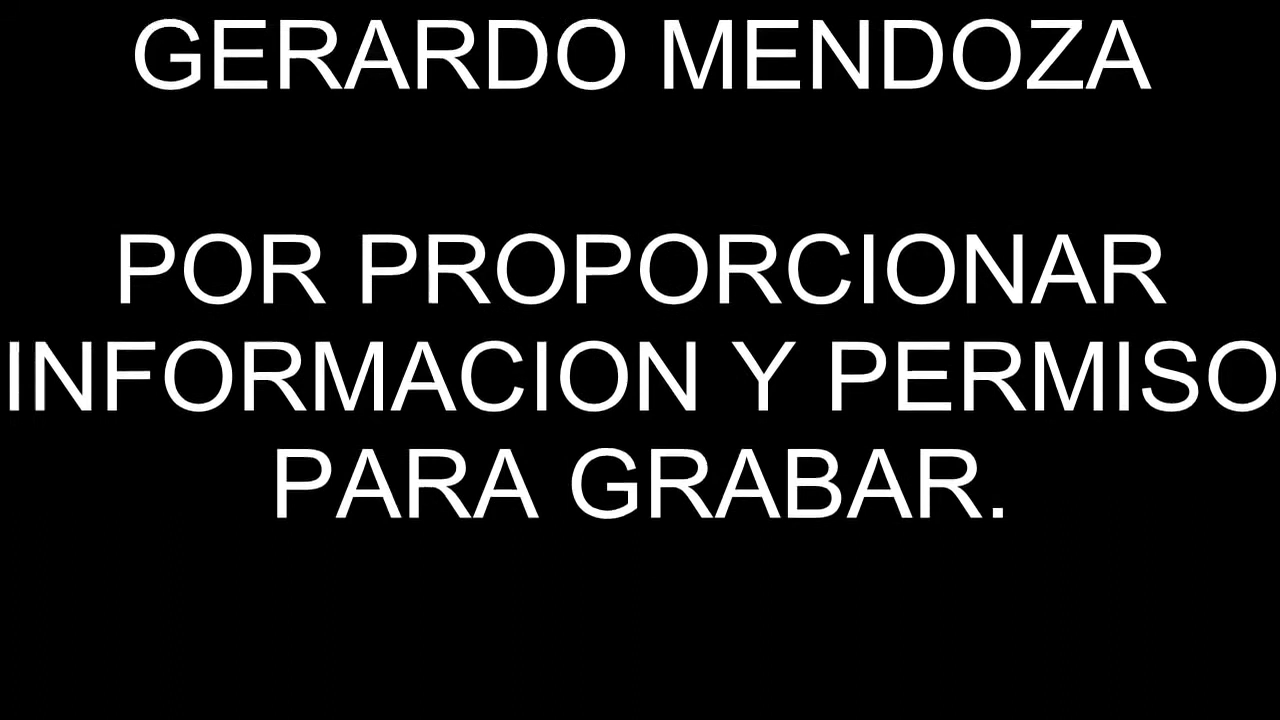 GERARDO MENDOZA
POR PROPORCIONAR
INFORMACION Y PERMISO
PARA GRABAR.